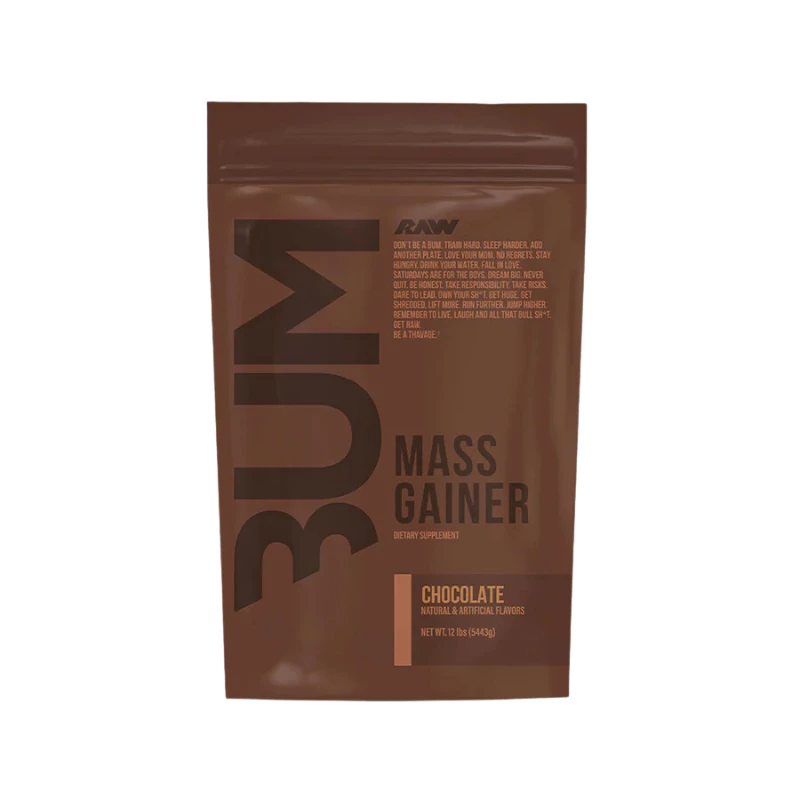 BUM
RAW
DON'T BE A BUM. TRAIN HARD. SLEEP HARDER. ADD
ANOTHER PLATE. LOVE YOUR MOM. NO REGRETS. STAY
HUNGRY. DRINK YOUR WATER. FALL IN LOVE.
SATURDAYS ARE FOR THE BOYS. DREAM BIG. NEVER
QUIT. BE HONEST. TAKE RESPONSIBILITY. TAKE RISKS.
DARE TO LEAD. OWN YOUR SH*T. GET HUGE. GET
SHREDDED. LIFT MORE. RUN FURTHER. JUMP HIGHER.
REMEMBER TO LIVE, LAUGH AND ALL THAT BULL SH*T.
GET RAW.
BE A THAVAGE.
MASS
GAINER
DIETARY SUPPLEMENT
CHOCOLATE
NATURAL & ARTIFICIAL FLAVORS
NET WT. 12 lbs (5443g)